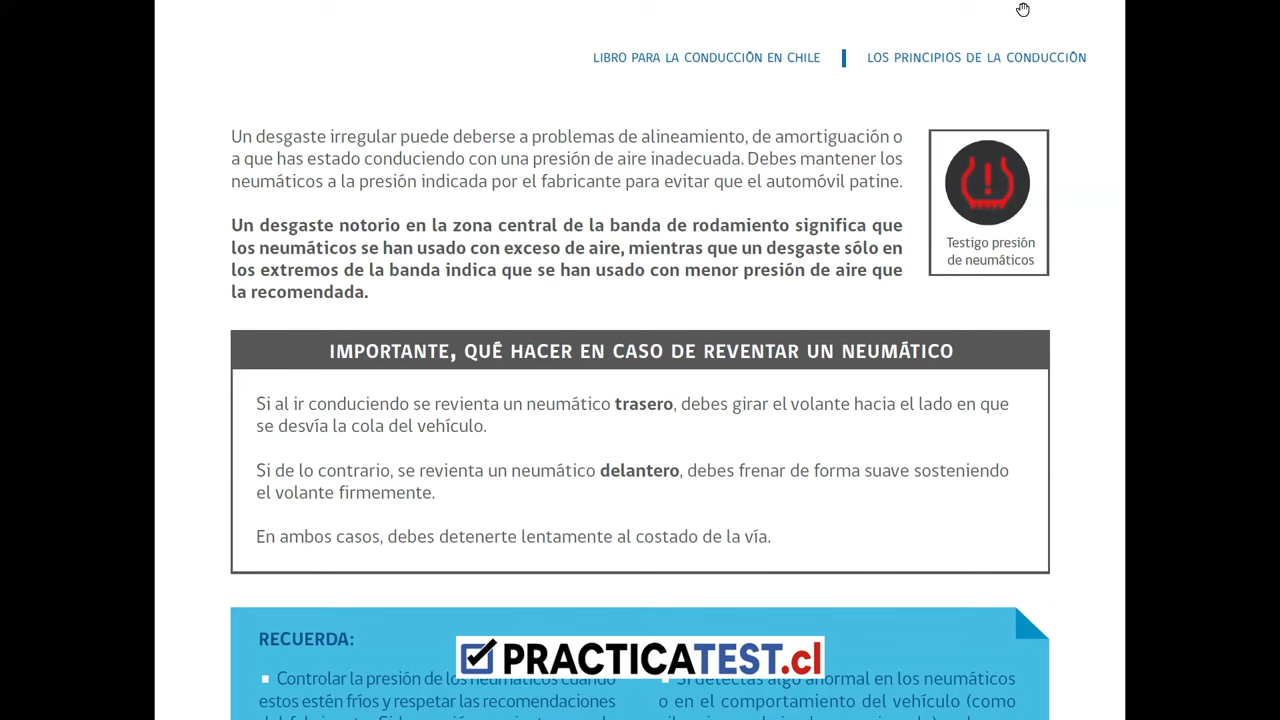 LIBRO PARA LA CONDUCCIÓN EN CHILE
LOS PRINCIPIOS DE LA CONDUCCIÓN
Un desgaste irregular puede deberse a problemas de alineamiento, de amortiguación o
a que has estado conduciendo con una presión de aire inadecuada. Debes mantener los
neumáticos a la presión indicada por el fabricante para evitar que el automóvil patine.
Un desgaste notorio en la zona central de la banda de rodamiento significa que
los neumáticos se han usado con exceso de aire, mientras que un desgaste sólo en
los extremos de la banda indica que se han usado con menor presión de aire que
la recomendada.
Testigo presión
de neumáticos
IMPORTANTE, QUÉ HACER EN CASO DE REVENTAR UN NEUMÁTICO
Si al ir conduciendo se revienta un neumático trasero, debes girar el volante hacia el lado en que
se desvía la cola del vehículo.
Si de lo contrario, se revienta un neumático delantero, debes frenar de forma suave sosteniendo
el volante firmemente.
En ambos casos, debes detenerte lentamente al costado de la vía.
RECUERDA:
Controlar la presión de los neumáticos cuando
estos estén fríos y respetar las recomendaciones
Si detectas algo anormal en los neumáticos
o en el comportamiento del vehículo (como
PRACTICATEST.cl